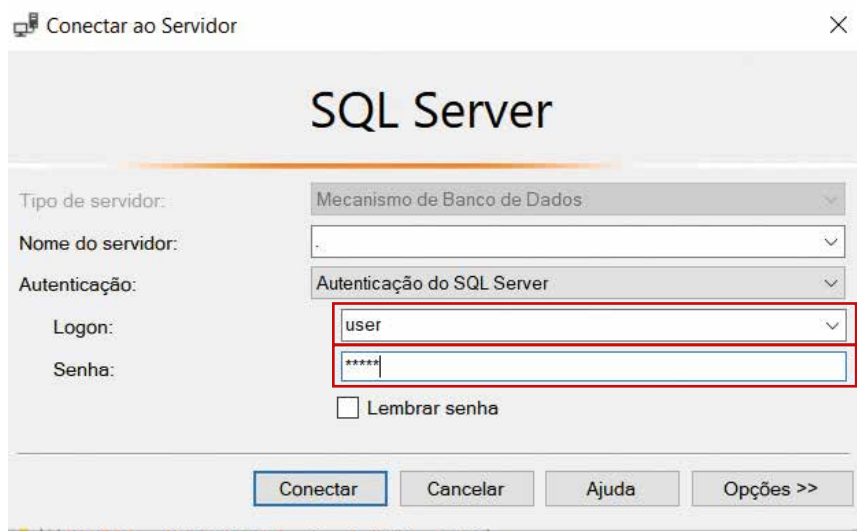 Conectar ao Servidor
SQL Server
Tipo de servidor: Mecanismo de Banco de Dados
Nome do servidor: .
Autenticação: Autenticação do SQL Server
Logon: user
Senha: *****
Lembrar senha
Conectar Cancelar Ajuda Opções >>